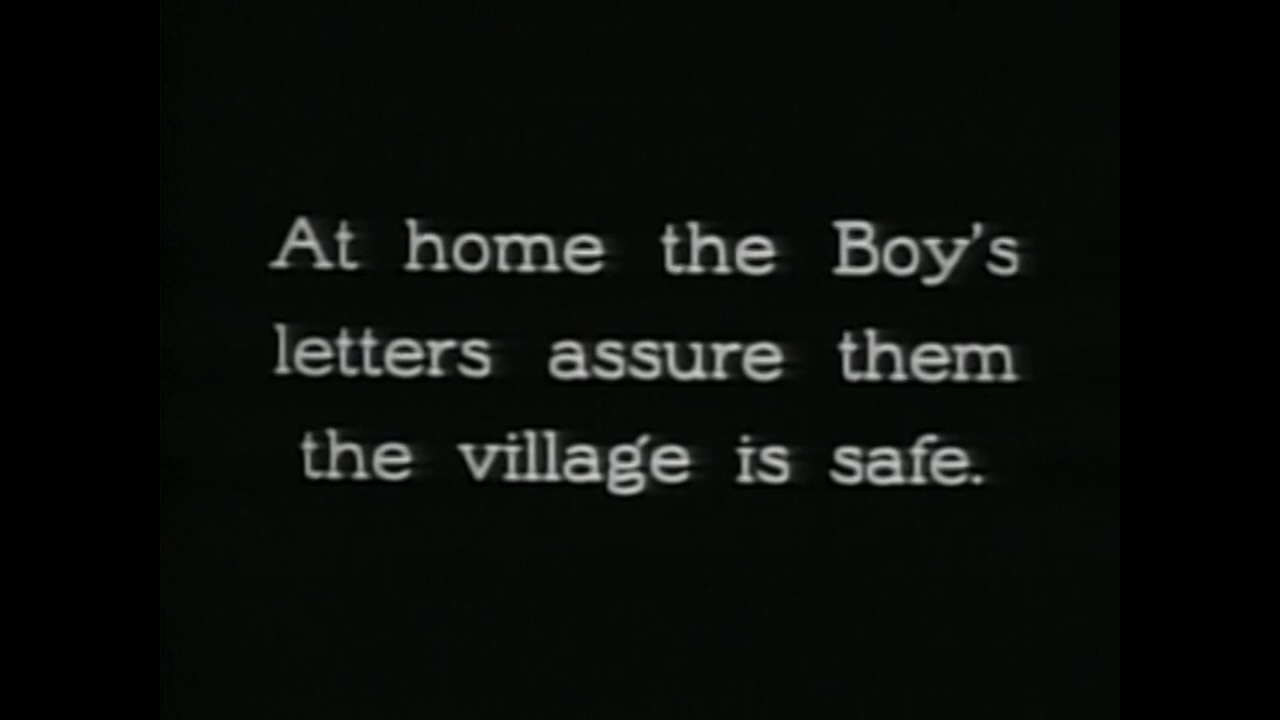 At home the Boy's
letters assure them
the village is safe.